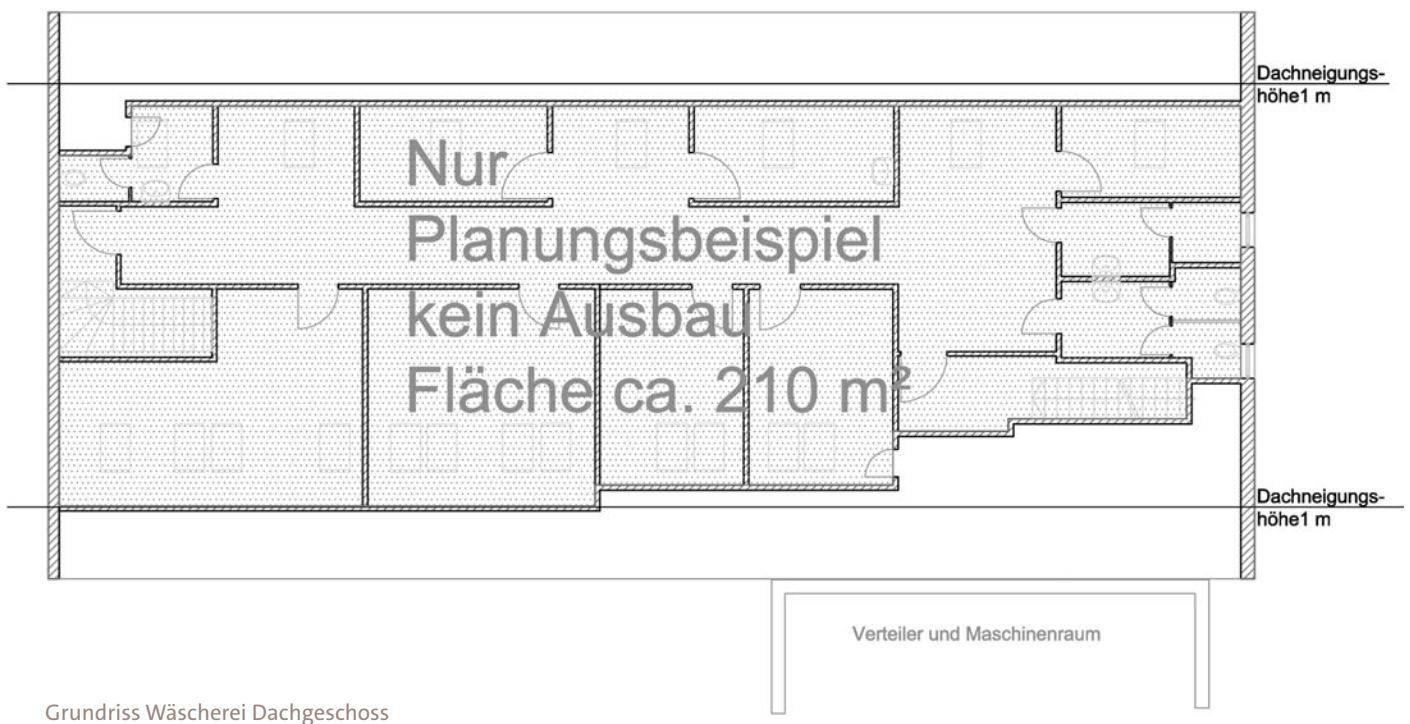 Dachneigungs-
höhe1 m
Nur
Planungsbeispiel
kein Ausbau
Fläche ca. 210 m²
Dachneigungs-
höhe1 m
Verteiler und Maschinenraum
Grundriss Wäscherei Dachgeschoss